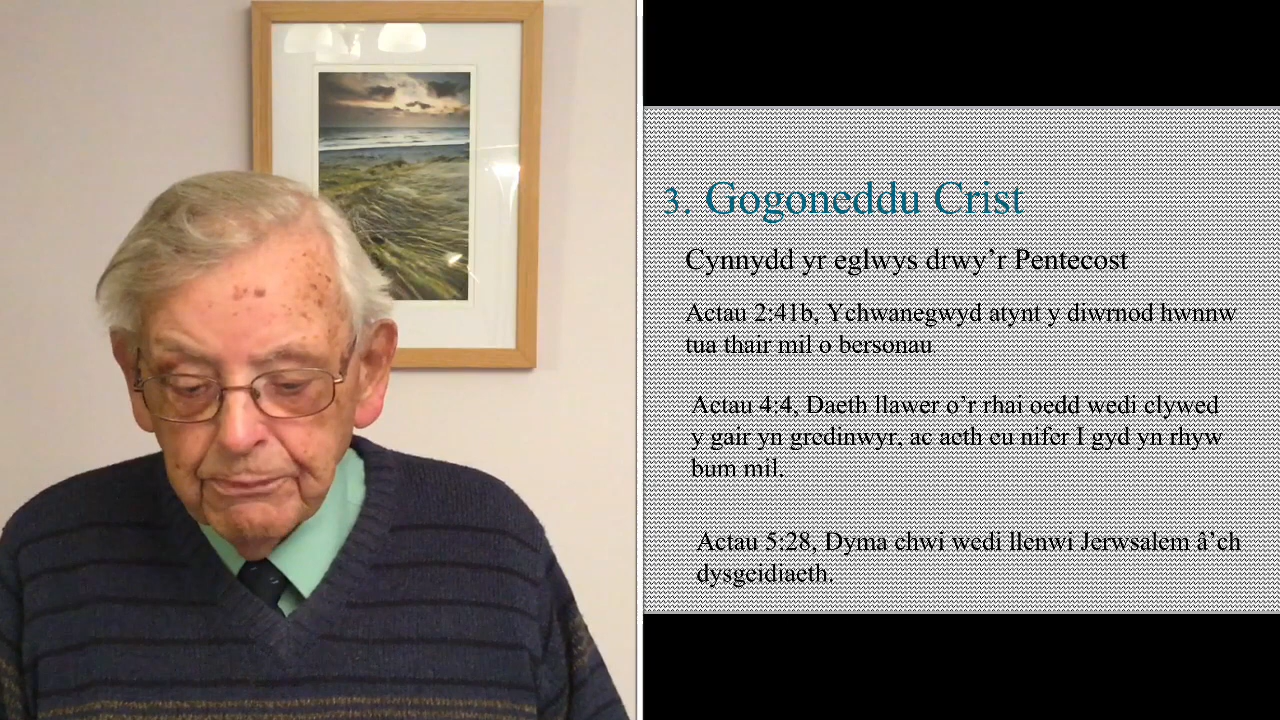 3. Gogoneddu Crist
Cynnydd yr eglwys drwy’r Pentecost
Actau 2:41b, Ychwanegwyd atynt y diwrnod hwnnw
tua thair mil o bersonau
Actau 4:4, Daeth llawer o’r rhai oedd wedi clywed
y gair yn gredinwyr, ac aeth eu nifer I gyd yn rhyw
bum mil.
Actau 5:28, Dyma chwi wedi llenwi Jerwsalem â’ch
dysgeidiaeth.